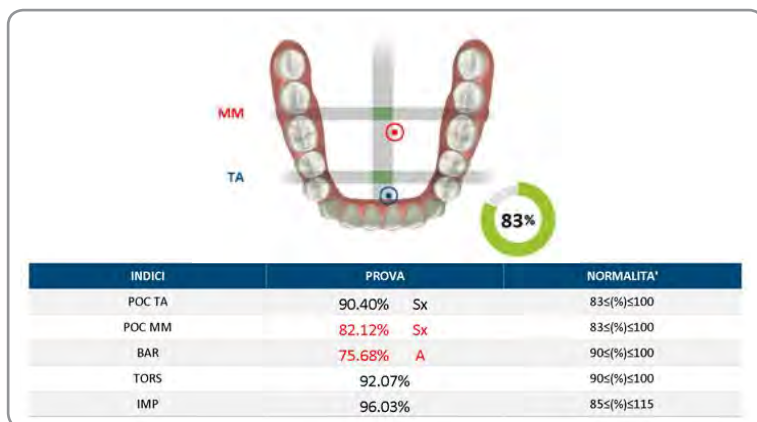 MM
TA
83%
INDICI PROVA NORMALITA'
POC TA 90.40% Sx 83≤(%)≤100
POC MM 82.12% Sx 83≤(%)≤100
BAR 75.68% A 90≤(%)≤100
TORS 92.07% 90≤(%)≤100
IMP 96.03% 85≤(%)≤115